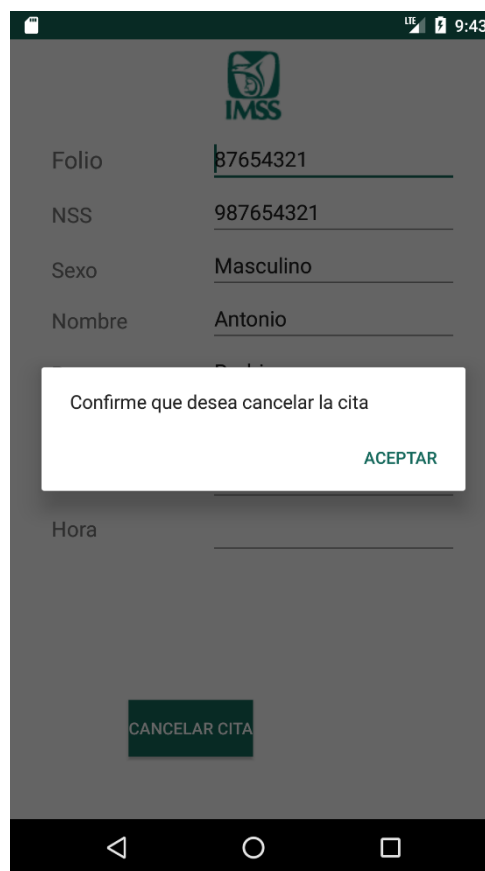 LTE 9:43
IMSS
Folio 87654321
NSS 987654321
Sexo Masculino
Nombre Antonio
Confirme que desea cancelar la cita
ACEPTAR
Hora
CANCELAR CITA